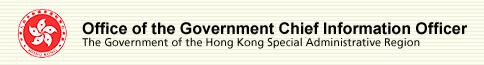 Office of the Government Chief Information Officer
The Government of the Hong Kong Special Administrative Region